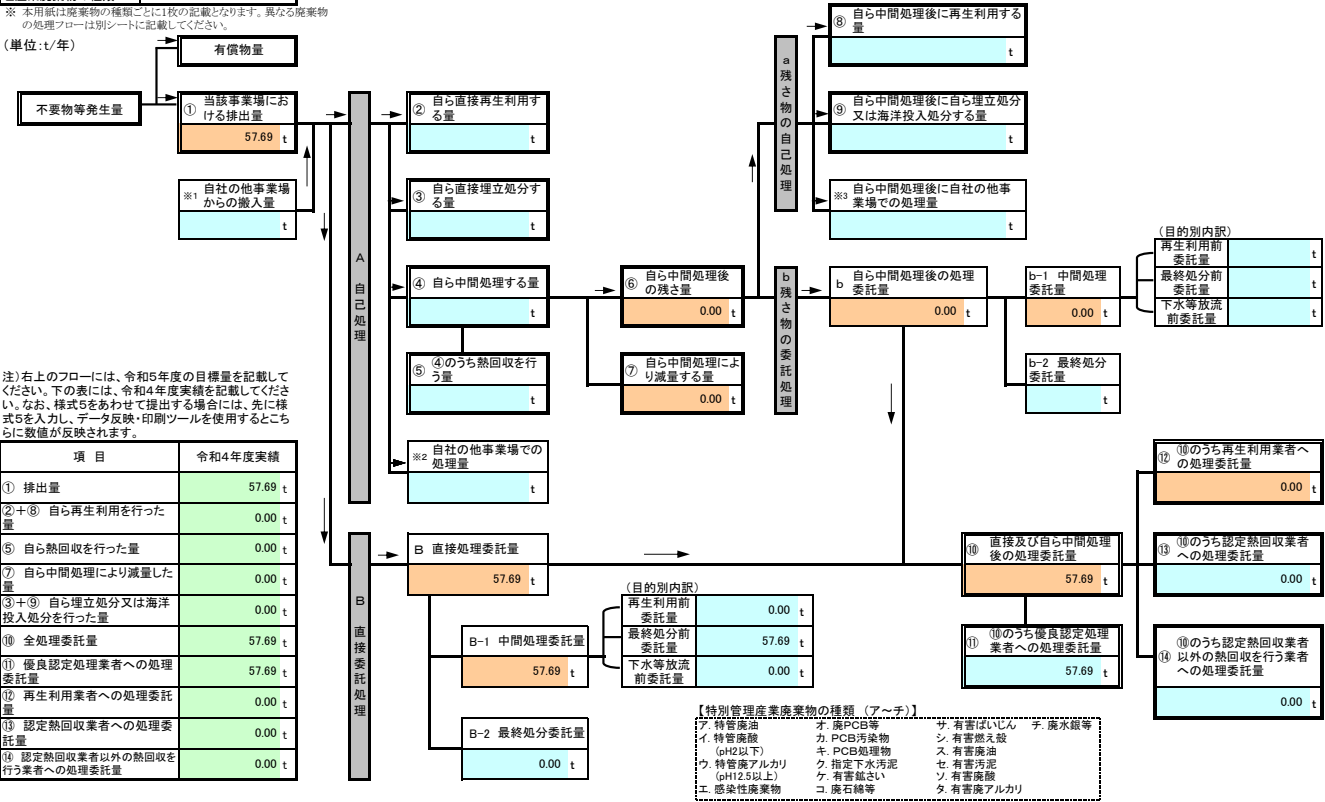 ※ 本用紙は廃棄物の種類ごとに1枚の記載となります。異なる廃棄物
の処理フローは別シートに記載してください。
(単位:t/年)
有償物量
不要物等発生量
① 当該事業場にお
ける排出量
57.69 t
※1 自社の他事業場
からの搬入量
t
A 自己処理
② 自ら直接再生利用す
る量
t
③ 自ら直接埋立処分す
る量
t
④ 自ら中間処理する量
t
⑤ ④のうち熱回収を行
う量
t
※2 自社の他事業場での
処理量
t
⑥ 自ら中間処理後
の残さ量
0.00 t
⑦ 自ら中間処理によ
り減量する量
0.00 t
a 残さ物の自己処理
⑧ 自ら中間処理後に再生利用する
量
t
⑨ 自ら中間処理後に自ら埋立処分
又は海洋投入処分する量
t
※3 自ら中間処理後に自社の他事
業場での処理量
t
b 残さ物の委託処理
b 自ら中間処理後の処理
委託量
0.00 t
b-1 中間処理
委託量
0.00 t
(目的別内訳)
再生利用前
委託量
t
最終処分前
委託量
t
下水等放流
前委託量
t
b-2 最終処分
委託量
t
注)右上のフローには、令和5年度の目標量を記載して
ください。下の表には、令和4年度実績を記載してくださ
い。なお、様式5をあわせて提出する場合には、先に様
式5を入力し、データ反映・印刷ツールを使用するとこち
らに数値が反映されます。
項 目 令和4年度実績
① 排出量 57.69 t
②+⑧ 自ら再生利用を行った
量 0.00 t
⑤ 自ら熱回収を行った量 0.00 t
⑦ 自ら中間処理により減量した
量 0.00 t
③+⑨ 自ら埋立処分又は海洋
投入処分を行った量 0.00 t
⑩ 全処理委託量 57.69 t
⑪ 優良認定処理業者への処理
委託量 57.69 t
⑫ 再生利用業者への処理委託
量 0.00 t
⑬ 認定熱回収業者への処理委
託量 0.00 t
⑭ 認定熱回収業者以外の熱回収を
行う業者への処理委託量 0.00 t
B 直接委託処理
B 直接処理委託量
57.69 t
B-1 中間処理委託量
57.69 t
(目的別内訳)
再生利用前
委託量 0.00 t
最終処分前
委託量 57.69 t
下水等放流
前委託量 0.00 t
B-2 最終処分委託量
0.00 t
⑩ 直接及び自ら中間処理
後の処理委託量
57.69 t
⑪ ⑩のうち優良認定処理
業者への処理委託量
57.69 t
⑫ ⑩のうち再生利用業者へ
の処理委託量
0.00 t
⑬ ⑩のうち認定熱回収業者
への処理委託量
0.00 t
⑭ ⑩のうち認定熱回収業者
以外の熱回収を行う業者
への処理委託量
0.00 t
【特別管理産業廃棄物の種類 (ア~チ)】
ア. 特管廃油 オ. 廃PCB等 サ. 有害ばいじん チ. 廃水銀等
イ. 特管廃酸 カ. PCB汚染物 シ. 有害燃え殻
(pH2以下) キ. PCB処理物 ス. 有害廃油
ウ. 特管廃アルカリ ク. 指定下水汚泥 セ. 有害汚泥
(pH12.5以上) ケ. 有害鉱さい ソ. 有害廃酸
エ. 感染性廃棄物 コ. 廃石綿等 タ. 有害廃アルカリ